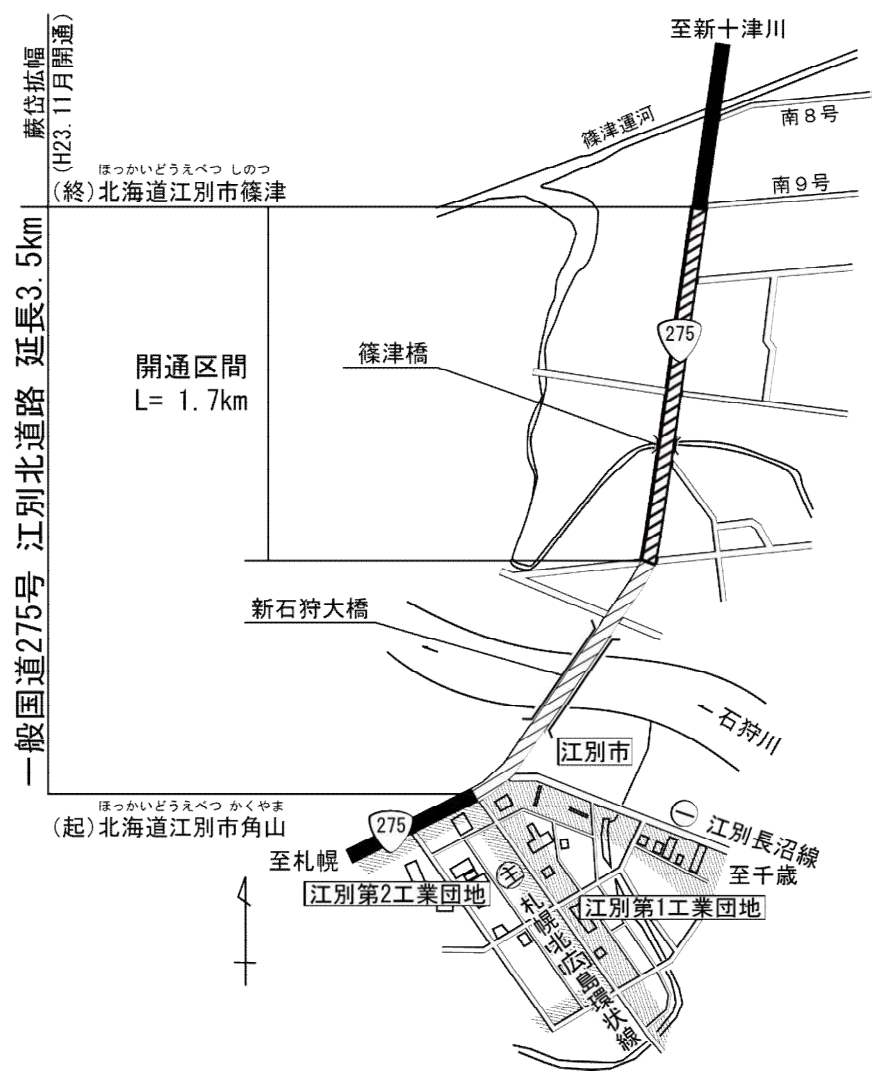 至新十津川
蕨岱拡幅
(H23.11月開通)
篠津運河
南8号
ほっかいどうえべつ しのつ
(終)北海道江別市篠津
南9号
一般国道275号 江別北道路 延長3.5km
275
篠津橋
開通区間
L= 1.7km
新石狩大橋
石狩川
江別市
ほっかいどうえべつ かくやま
(起)北海道江別市角山
275
一
江別長沼線
至札幌
至千歳
江別第2工業団地
主
江別第1工業団地
札幌北広島環状線